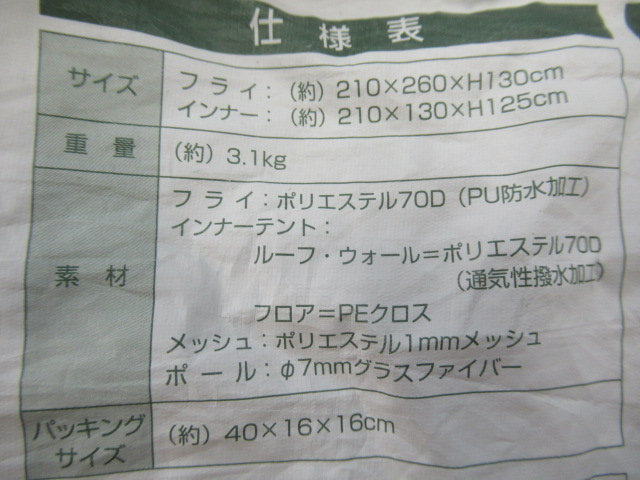 仕様表
サイズ
フライ：（約）210×260×H130cm
インナー：（約）210×130×H125cm
重量
（約）3.1kg
素材
フライ：ポリエステル70D（PU防水加工）
インナーテント：
ルーフ・ウォール＝ポリエステル70D
（通気性撥水加工）
フロア＝PEクロス
メッシュ：ポリエステル1mmメッシュ
ポール：φ7mmグラスファイバー
パッキング
サイズ
（約）40×16×16cm